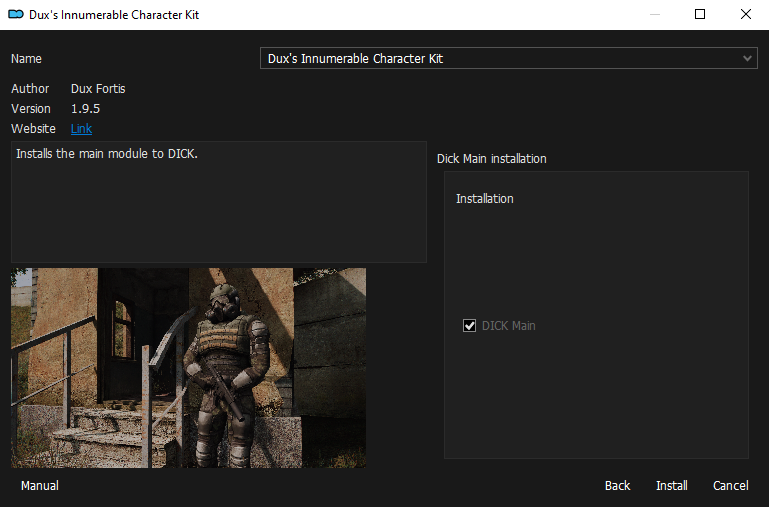 Dux's Innumerable Character Kit
Name
Dux's Innumerable Character Kit
Author Dux Fortis
Version 1.9.5
Website Link
Installs the main module to DICK.
Dick Main installation
Installation
DICK Main
Manual
Back Install Cancel